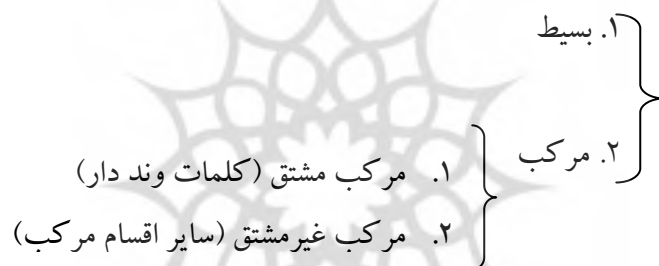 ۱. بسیط
۲. مرکب
۱. مرکب مشتق (کلمات وند دار)
۲. مرکب غیرمشتق (سایر اقسام مرکب)